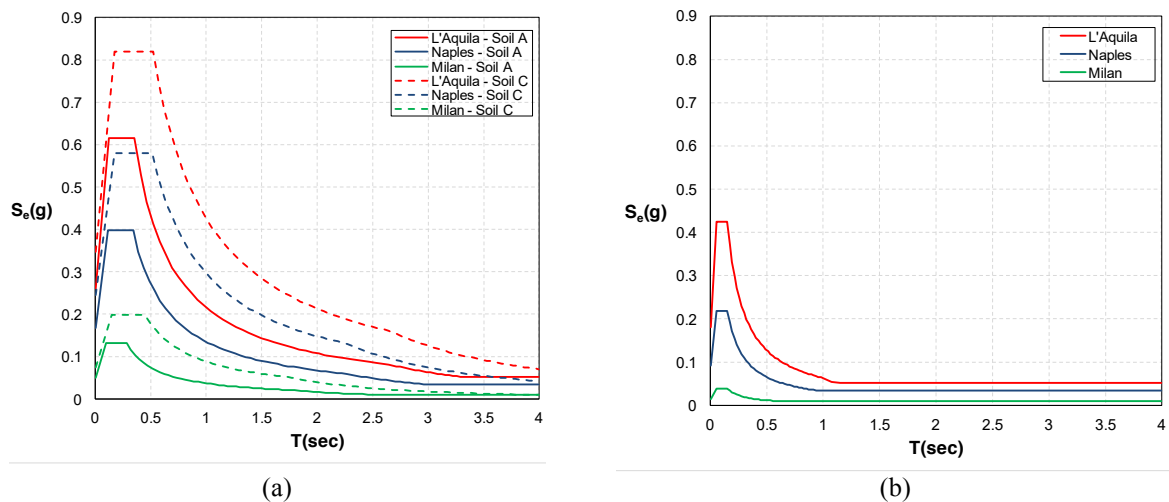 0.9
0.8
0.7
0.6
0.5
0.4
0.3
0.2
0.1
0
Se(g)
L'Aquila - Soil A
Naples - Soil A
Milan - Soil A
L'Aquila - Soil C
Naples - Soil C
Milan - Soil C
0 0.5 1 1.5 2 2.5 3 3.5 4
T(sec)
(a)
0.9
0.8
0.7
0.6
0.5
0.4
0.3
0.2
0.1
0
Se(g)
L'Aquila
Naples
Milan
0 0.5 1 1.5 2 2.5 3 3.5 4
T(sec)
(b)